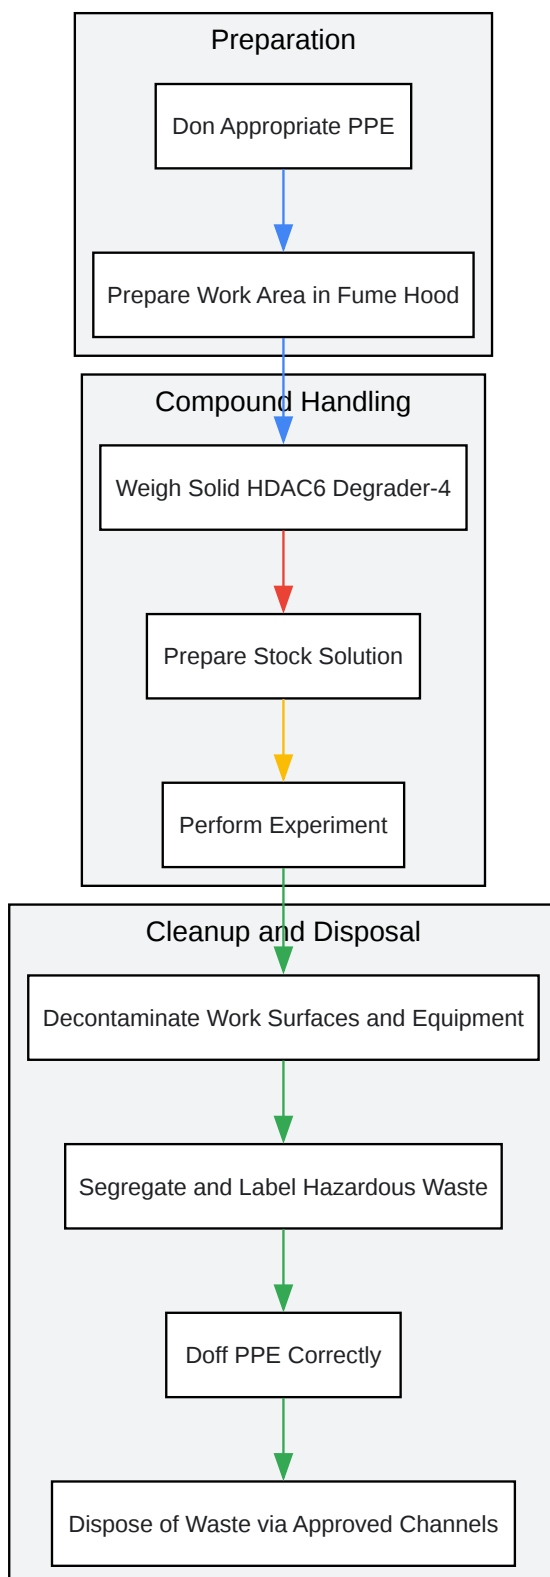 Preparation
Don Appropriate PPE
Prepare Work Area in Fume Hood
Compound Handling
Weigh Solid HDAC6 Degrader-4
Prepare Stock Solution
Perform Experiment
Cleanup and Disposal
Decontaminate Work Surfaces and Equipment
Segregate and Label Hazardous Waste
Doff PPE Correctly
Dispose of Waste via Approved Channels